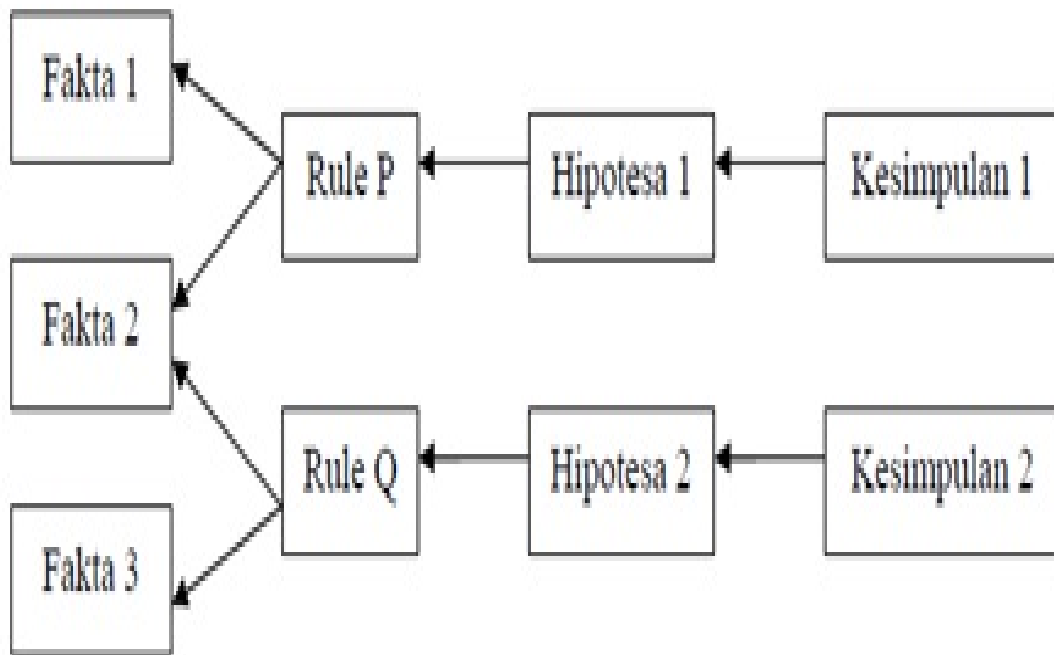 Fakta 1
Rule P
Hipotesa 1
Kesimpulan 1
Fakta 2
Rule Q
Hipotesa 2
Kesimpulan 2
Fakta 3